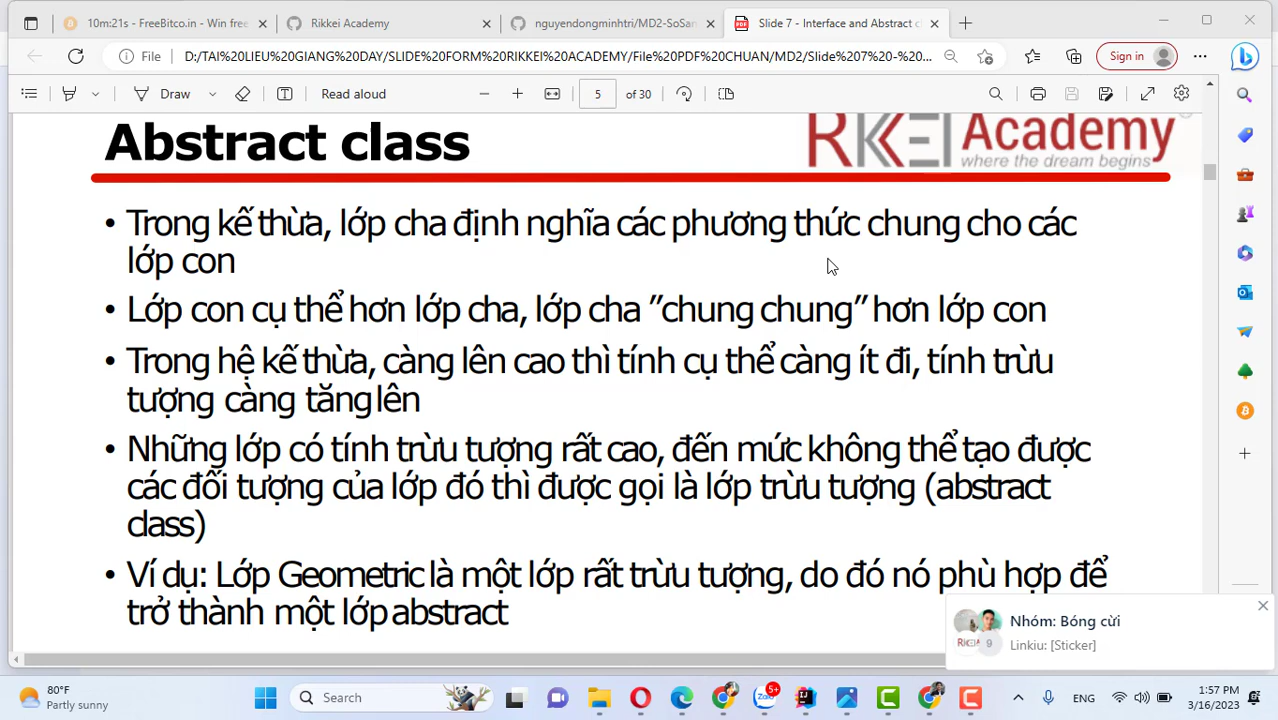 10m:21s - FreeBitco.in - Win free
Rikkei Academy
nguyendongminhtri/MD2-SoSan
Slide 7 - Interface and Abstract c
File
D:/TAI%20LIEU%20GIANG%20DAY/SLIDE%20FORM%20RIKKEI%20ACADEMY/File%20PDF%20CHUAN/MD2/Slide%207%20-%20...
Sign in
Draw
Read aloud
5
of 30
Abstract class
RIKKEI Academy
where the dream begins
• Trong kế thừa, lớp cha định nghĩa các phương thức chung cho các
lớp con
• Lớp con cụ thể hơn lớp cha, lớp cha ”chung chung” hơn lớp con
• Trong hệ kế thừa, càng lên cao thì tính cụ thể càng ít đi, tính trừu
tượng càng tăng lên
• Những lớp có tính trừu tượng rất cao, đến mức không thể tạo được
các đối tượng của lớp đó thì được gọi là lớp trừu tượng (abstract
class)
• Ví dụ: Lớp Geometric là một lớp rất trừu tượng, do đó nó phù hợp để
trở thành một lớp abstract
Nhóm: Bóng cừi
9
Linkiu: [Sticker]
80°F
Partly sunny
Search
Zalo
5+
ENG
1:57 PM
3/16/2023